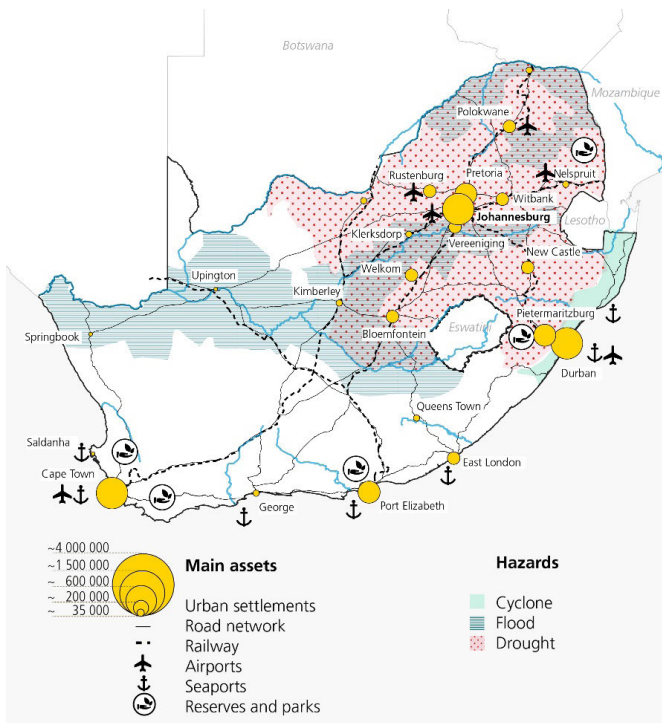 Botswana
Mozambique
Polokwane
Rustenburg
Pretoria
Nelspruit
Witbank
Johannesburg
Lesotho
Klerksdorp
Vereeniging
Welkom
New Castle
Upington
Kimberley
Pietermaritzburg
Eswatini
Springbook
Bloemfontein
Durban
Queens Town
Saldanha
East London
Cape Town
George
Port Elizabeth
~4 000 000
~1 500 000
~ 600 000
~ 200 000
~ 35 000
Main assets
Urban settlements
Road network
Railway
Airports
Seaports
Reserves and parks
Hazards
Cyclone
Flood
Drought